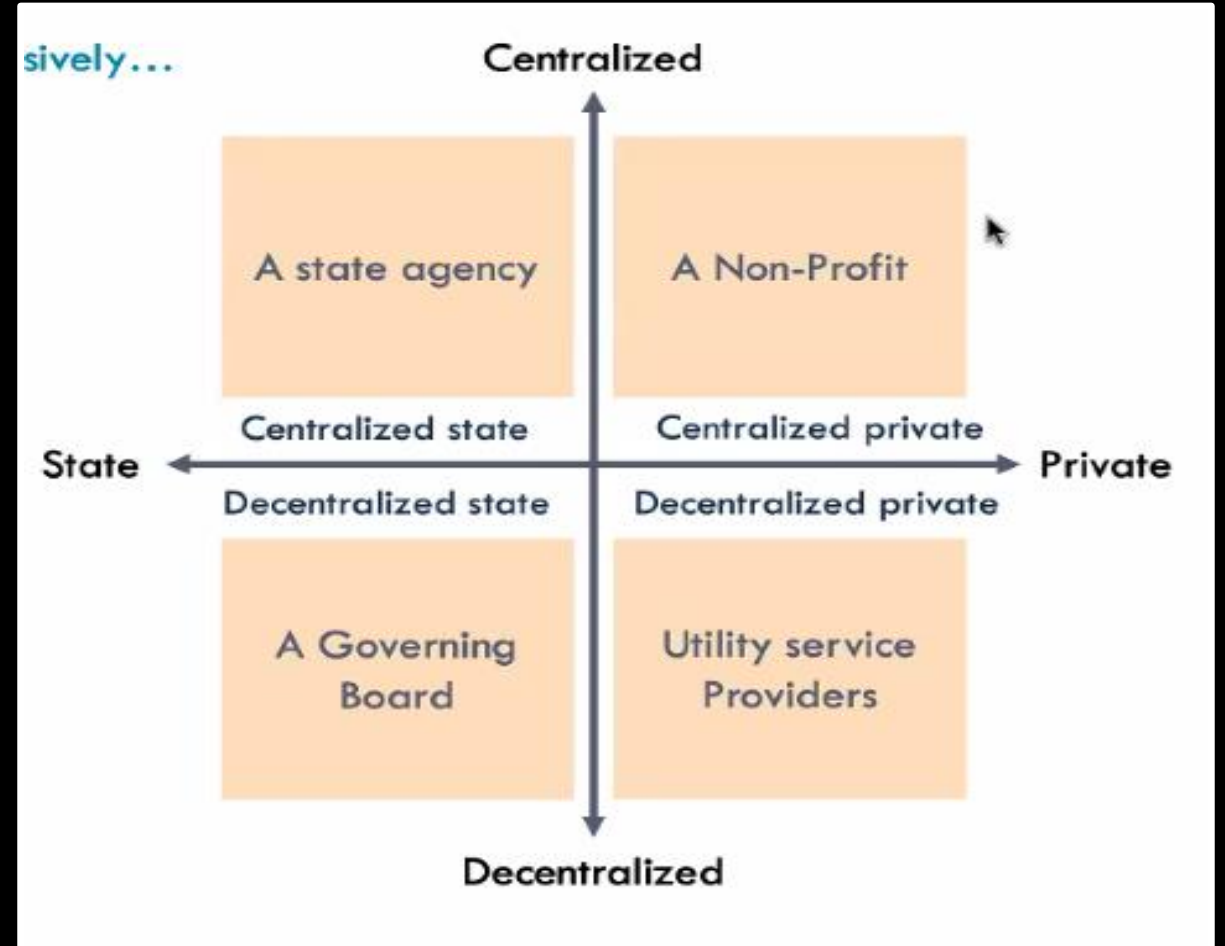 sively...
Centralized
A state agency
A Non-Profit
Centralized state
Centralized private
State
Private
Decentralized state
Decentralized private
A Governing
Board
Utility service
Providers
Decentralized